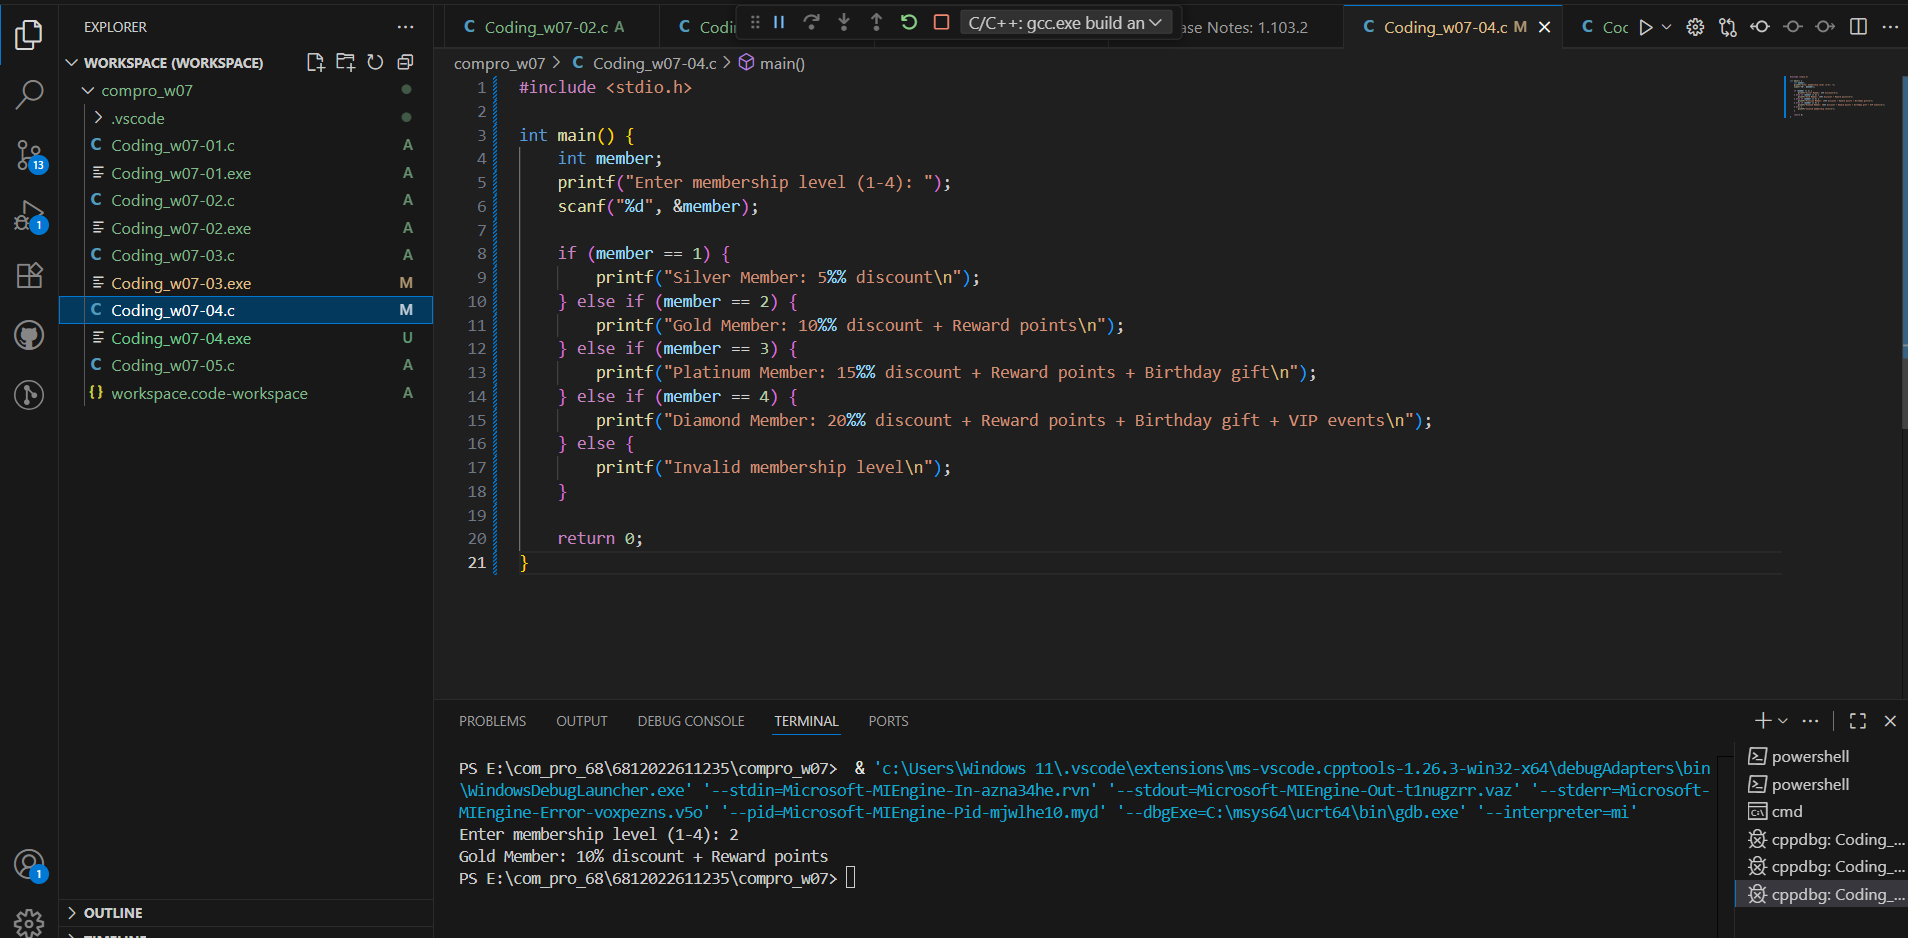 EXPLORER
WORKSPACE (WORKSPACE)
compro_w07
.vscode
Coding_w07-01.c A
Coding_w07-01.exe A
Coding_w07-02.c A
Coding_w07-02.exe A
Coding_w07-03.c A
Coding_w07-03.exe M
Coding_w07-04.c M
Coding_w07-04.exe U
Coding_w07-05.c A
workspace.code-workspace A
OUTLINE
13
1
1
C Coding_w07-02.c A
C/C++: gcc.exe build an
ase Notes: 1.103.2
C Coding_w07-04.c M
compro_w07 > C Coding_w07-04.c > main()
1 #include <stdio.h>
2
3 int main() {
4     int member;
5     printf("Enter membership level (1-4): ");
6     scanf("%d", &member);
7
8     if (member == 1) {
9         printf("Silver Member: 5%% discount\n");
10     } else if (member == 2) {
11         printf("Gold Member: 10%% discount + Reward points\n");
12     } else if (member == 3) {
13         printf("Platinum Member: 15%% discount + Reward points + Birthday gift\n");
14     } else if (member == 4) {
15         printf("Diamond Member: 20%% discount + Reward points + Birthday gift + VIP events\n");
16     } else {
17         printf("Invalid membership level\n");
18     }
19
20     return 0;
21 }
PROBLEMS OUTPUT DEBUG CONSOLE TERMINAL PORTS
PS E:\com_pro_68\6812022611235\compro_w07>  & 'c:\Users\Windows 11\.vscode\extensions\ms-vscode.cpptools-1.26.3-win32-x64\debugAdapters\bin
\WindowsDebugLauncher.exe' '--stdin=Microsoft-MIEngine-In-azna34he.rvn' '--stdout=Microsoft-MIEngine-Out-t1nugzrr.vaz' '--stderr=Microsoft-
MIEngine-Error-voxpezns.v5o' '--pid=Microsoft-MIEngine-Pid-mjwlhe10.myd' '--dbgExe=C:\msys64\ucrt64\bin\gdb.exe' '--interpreter=mi'
Enter membership level (1-4): 2
Gold Member: 10% discount + Reward points
PS E:\com_pro_68\6812022611235\compro_w07>
powershell
powershell
cmd
cppdbg: Coding_...
cppdbg: Coding_...
cppdbg: Coding_...